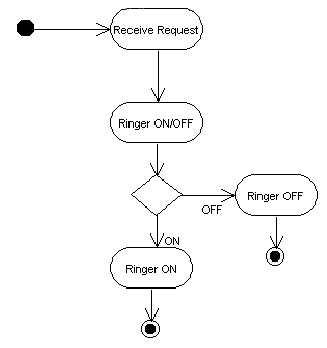 Receive Request
Ringer ON/OFF
Ringer OFF
OFF
ON
Ringer ON